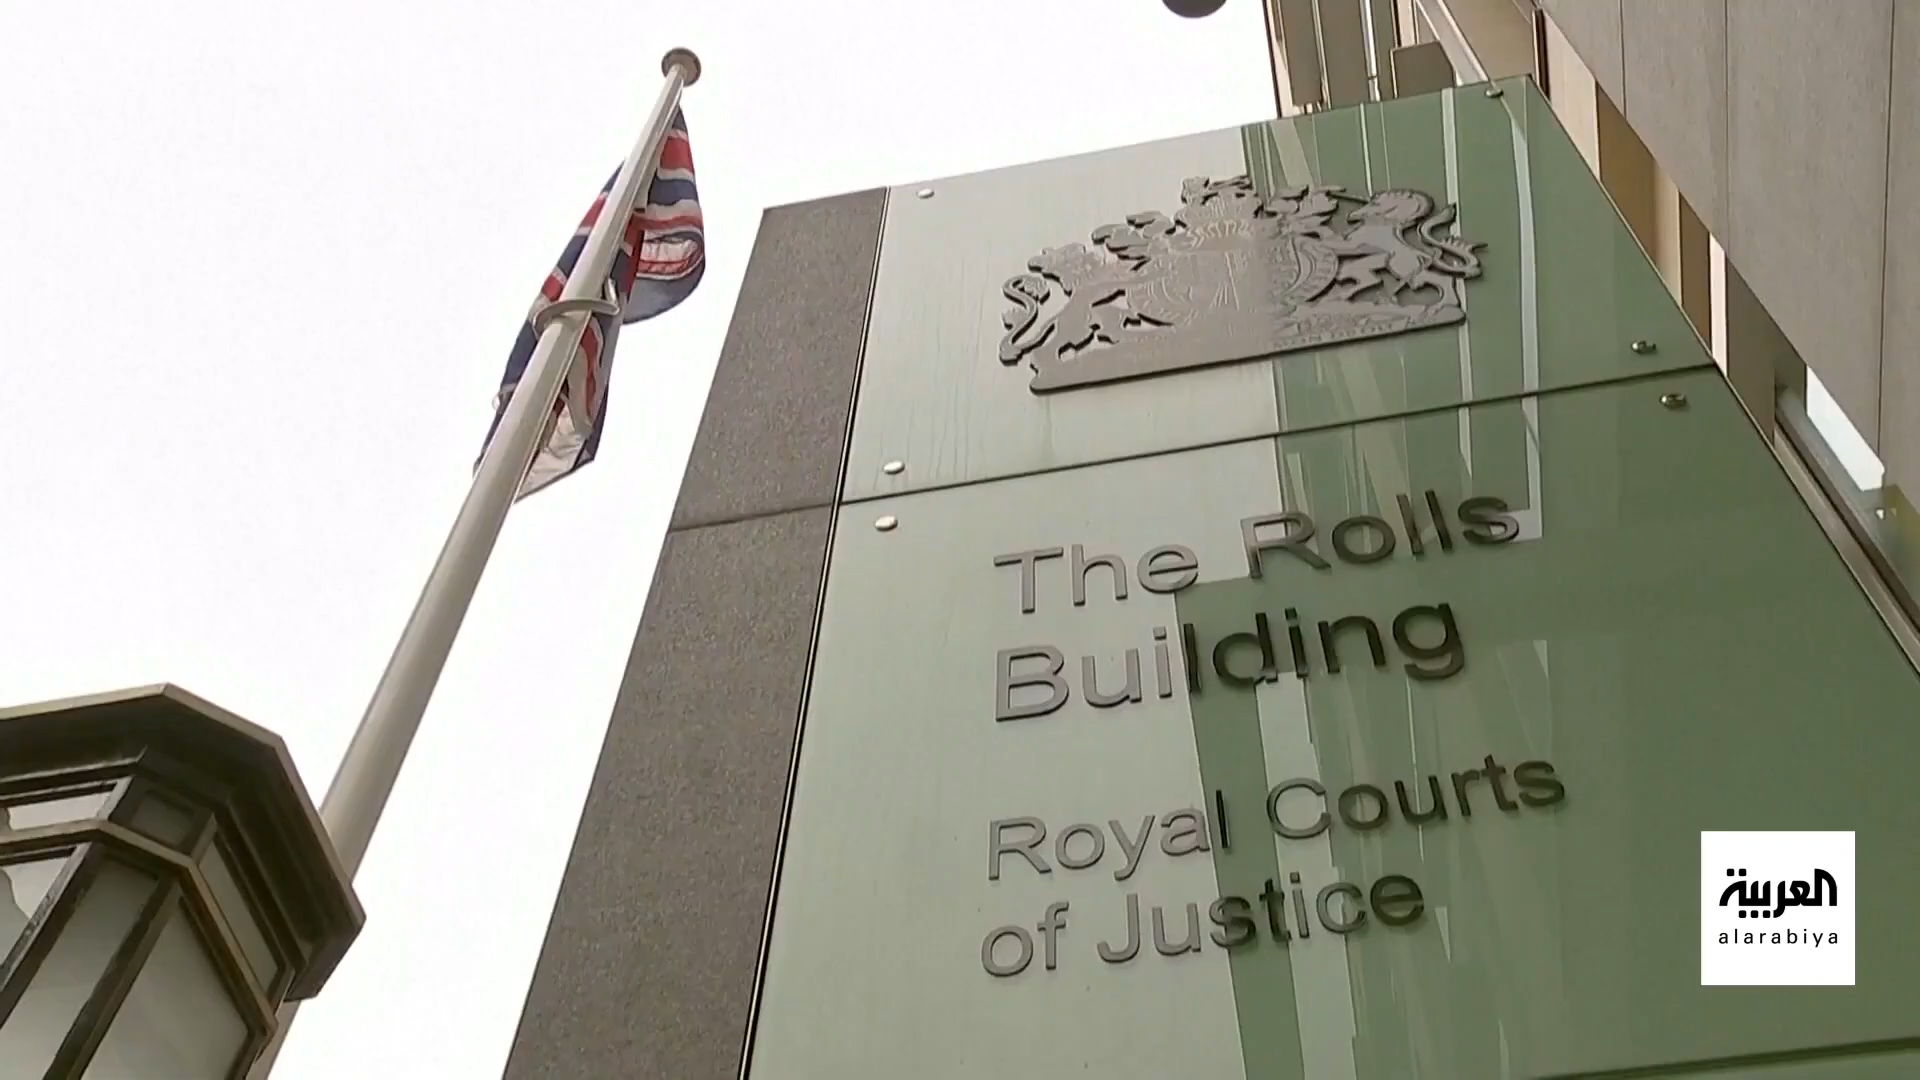 The Rolls
Building
Royal Courts
of Justice
العربية
alarabiya